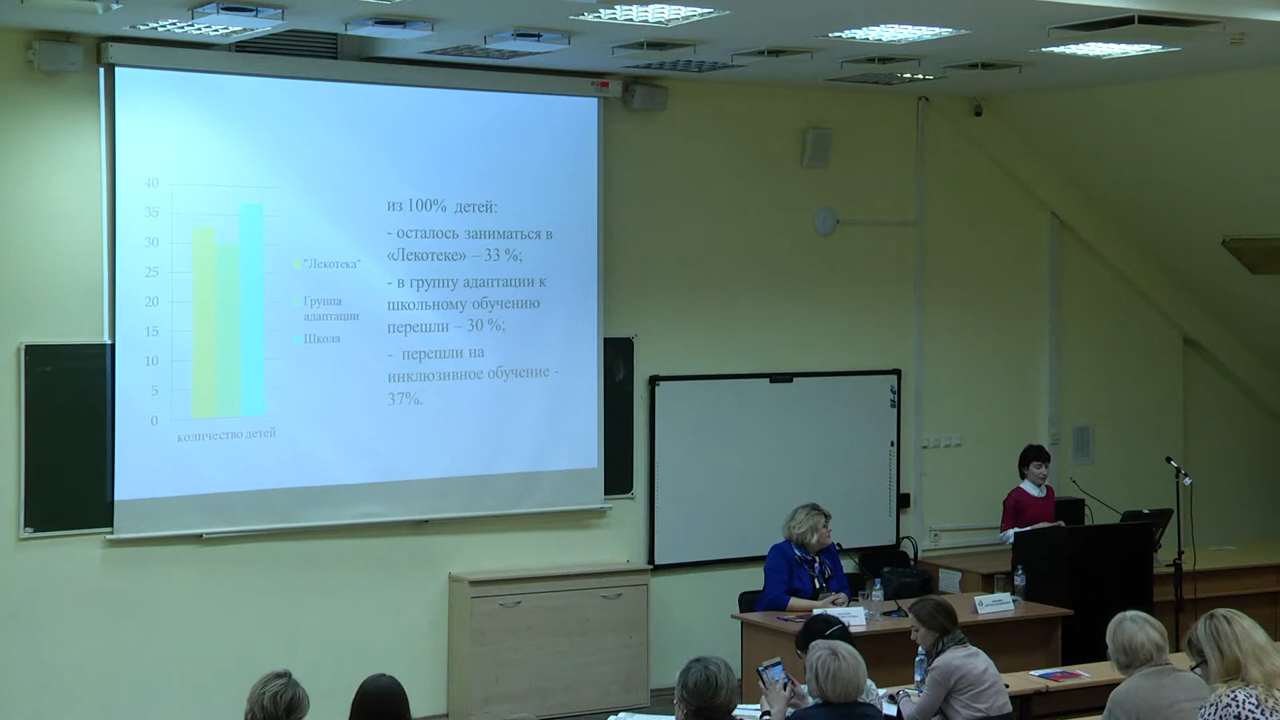 40
35
30
25
20
15
10
5
0
количество детей
"Лекотека"
Группа
адаптации
Школа
из 100% детей:
- осталось заниматься в
«Лекотеке» – 33 %;
- в группу адаптации к
школьному обучению
перешли – 30 %;
- перешли на
инклюзивное обучение -
37%.